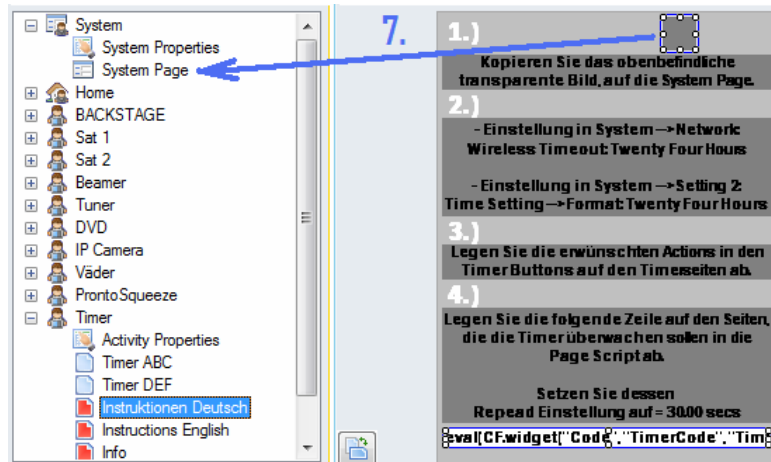 System
System Properties
System Page
Home
BACKSTAGE
Sat 1
Sat 2
Beamer
Tuner
DVD
IP Camera
Väder
ProntoSqueeze
Timer
Activity Properties
Timer ABC
Timer DEF
Instruktionen Deutsch
Instructions English
Info
7.
1.)
Kopieren Sie das obenbefindliche
transparente Bild, auf die System Page.
2.)
- Einstellung in System -->Network:
Wireless Timeout: Twenty Four Hours
- Einstellung in System -->Setting 2:
Time Setting-->Format: Twenty Four Hours
3.)
Legen Sie die erwünschten Actions in den
Timer Buttons auf den Timerseiten ab.
4.)
Legen Sie die folgende Zeile auf den Seiten,
die die Timer überwachen sollen in die
Page Script ab.
Setzen Sie dessen
Repead Einstellung auf = 30.00 secs
eval(CF.widget("Code","TimerCode","Tim